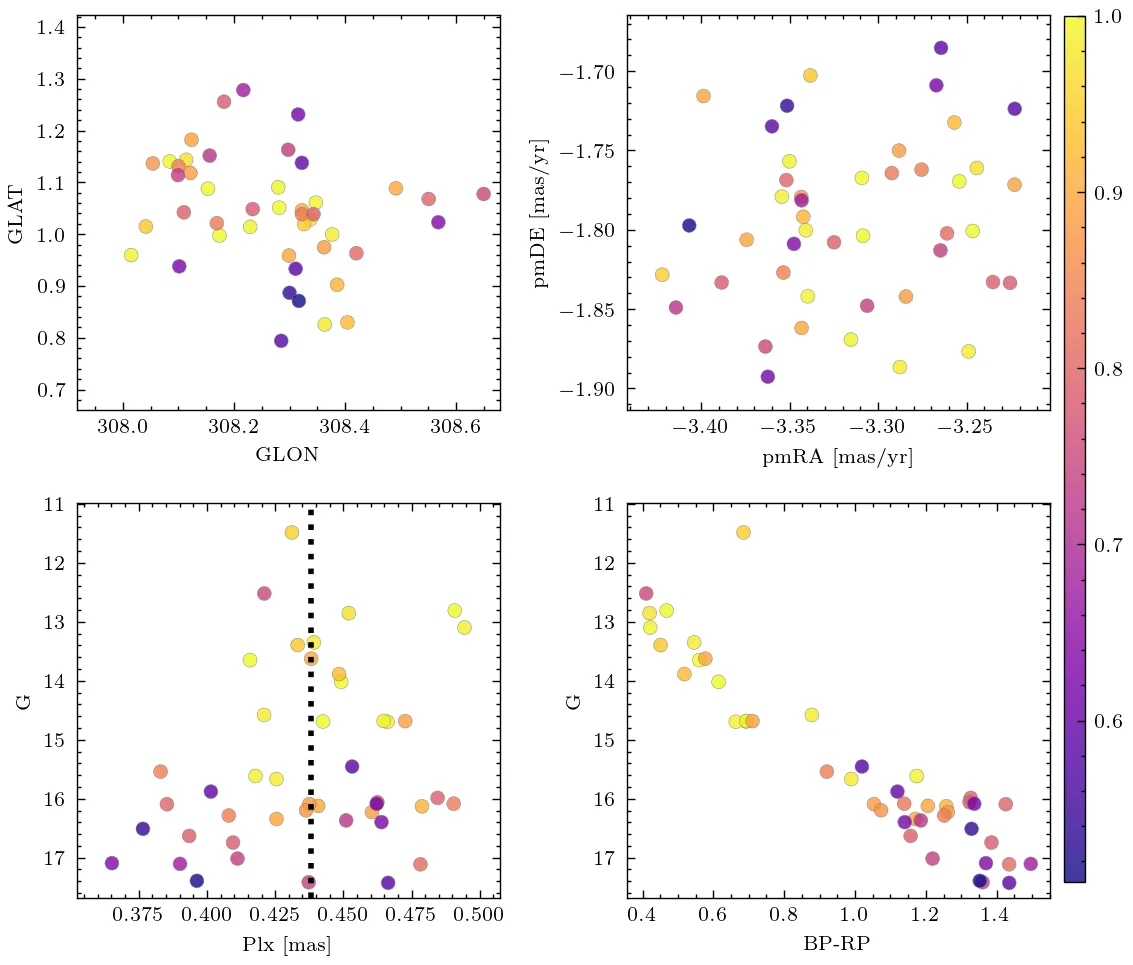 1.4
1.3
1.2
1.1
1.0
0.9
0.8
0.7
GLAT
308.0 308.2 308.4 308.6
GLON
−1.70
−1.75
−1.80
−1.85
−1.90
pmDE [mas/yr]
−3.40 −3.35 −3.30 −3.25
pmRA [mas/yr]
1.0
0.9
0.8
0.7
0.6
11
12
13
14
15
16
17
G
0.375 0.400 0.425 0.450 0.475 0.500
Plx [mas]
11
12
13
14
15
16
17
G
0.4 0.6 0.8 1.0 1.2 1.4
BP-RP